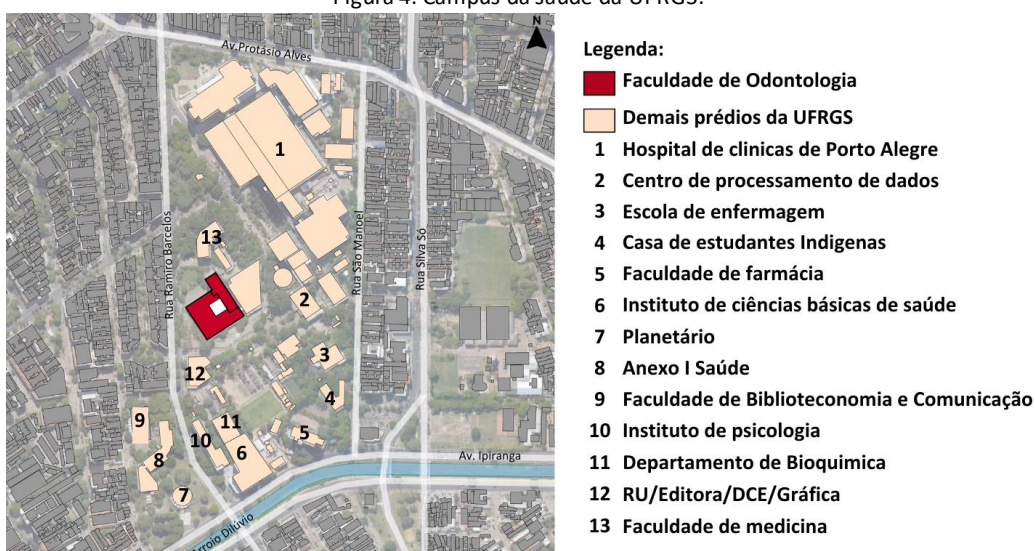 Figura 4: Campus da saúde da UFRGS.
N
Av Protásio Alves
Rua Ramiro Barcelos
Rua São Manoel
Rua Silva Só
Av. Ipiranga
Arroio Dilúvio
1
13
2
3
12
4
9
11
10
5
8
6
7
Legenda:
Faculdade de Odontologia
Demais prédios da UFRGS
1 Hospital de clinicas de Porto Alegre
2 Centro de processamento de dados
3 Escola de enfermagem
4 Casa de estudantes Indigenas
5 Faculdade de farmácia
6 Instituto de ciências básicas de saúde
7 Planetário
8 Anexo I Saúde
9 Faculdade de Biblioteconomia e Comunicação
10 Instituto de psicologia
11 Departamento de Bioquimica
12 RU/Editora/DCE/Gráfica
13 Faculdade de medicina